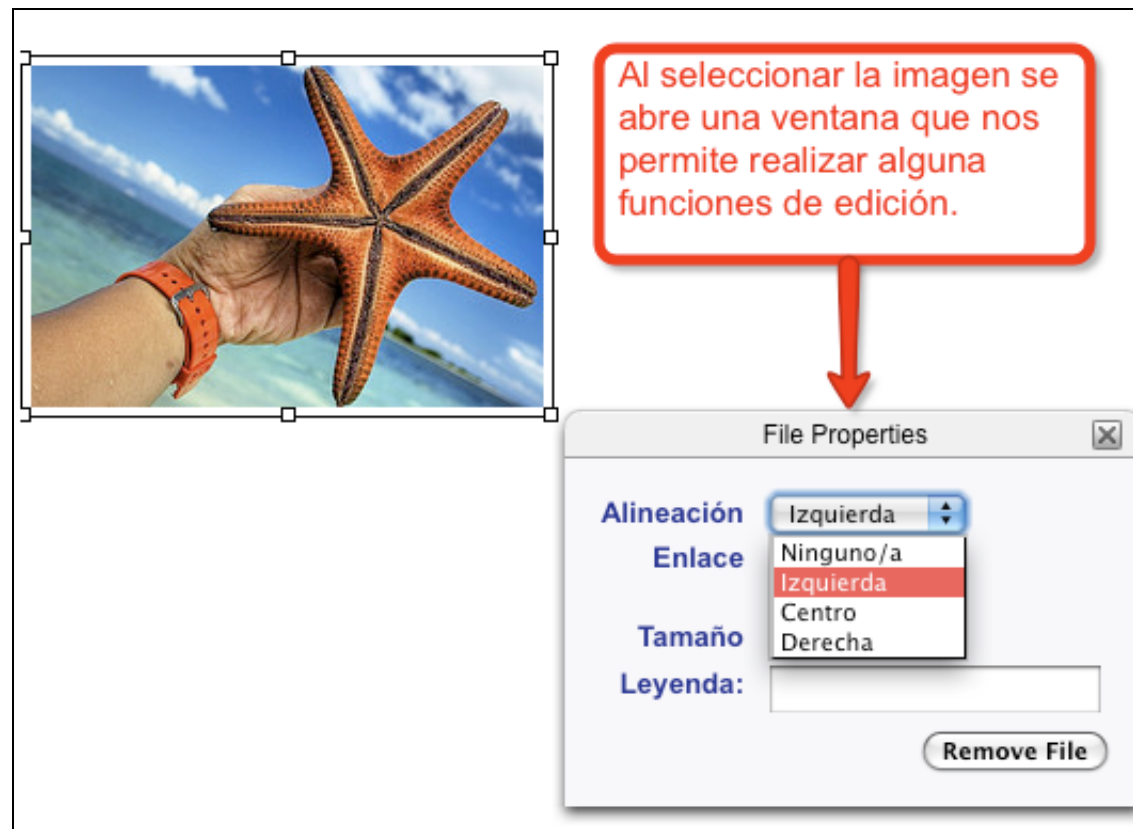 Al seleccionar la imagen se
abre una ventana que nos
permite realizar alguna
funciones de edición.
File Properties
Alineación
Izquierda
Ninguno/a
Izquierda
Centro
Derecha
Enlace
Tamaño
Leyenda:
Remove File